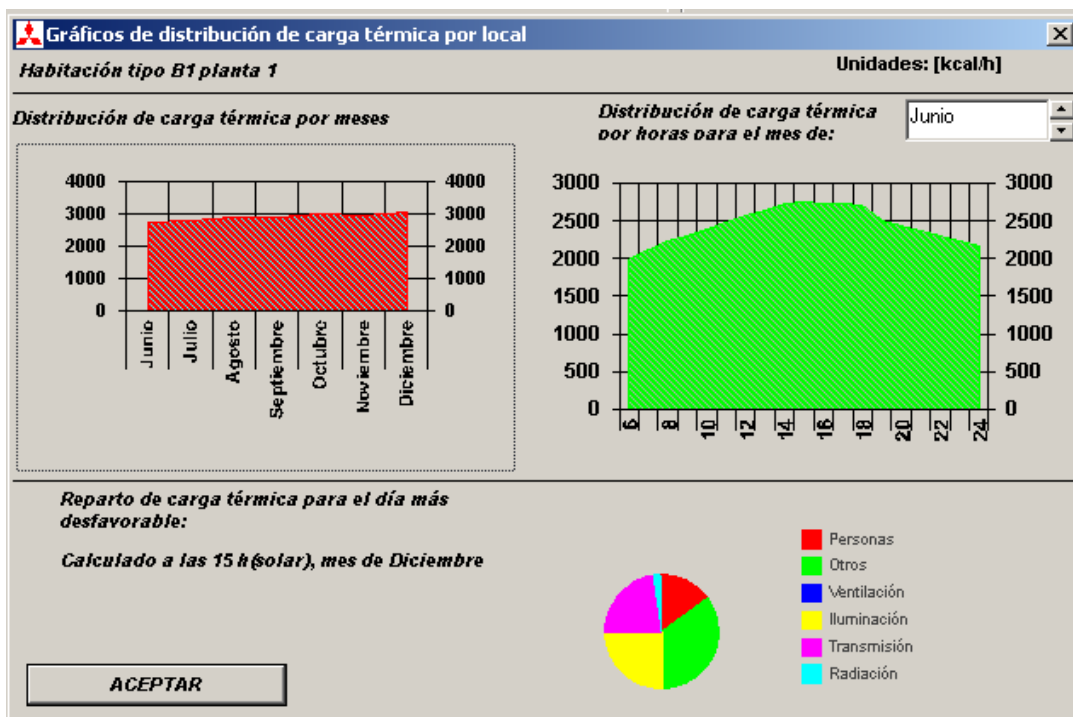 Gráficos de distribución de carga térmica por local
Habitación tipo B1 planta 1
Unidades: [kcal/h]
Distribución de carga térmica por meses
Distribución de carga térmica
por horas para el mes de:
Junio
4000
3000
2000
1000
0
4000
3000
2000
1000
0
Junio
Julio
Agosto
Septiembre
Octubre
Noviembre
Diciembre
3000
2500
2000
1500
1000
500
0
3000
2500
2000
1500
1000
500
0
6
8
10
12
14
16
18
20
22
24
Reparto de carga térmica para el día más
desfavorable:
Calculado a las 15 h(solar), mes de Diciembre
Personas
Otros
Ventilación
Iluminación
Transmisión
Radiación
ACEPTAR